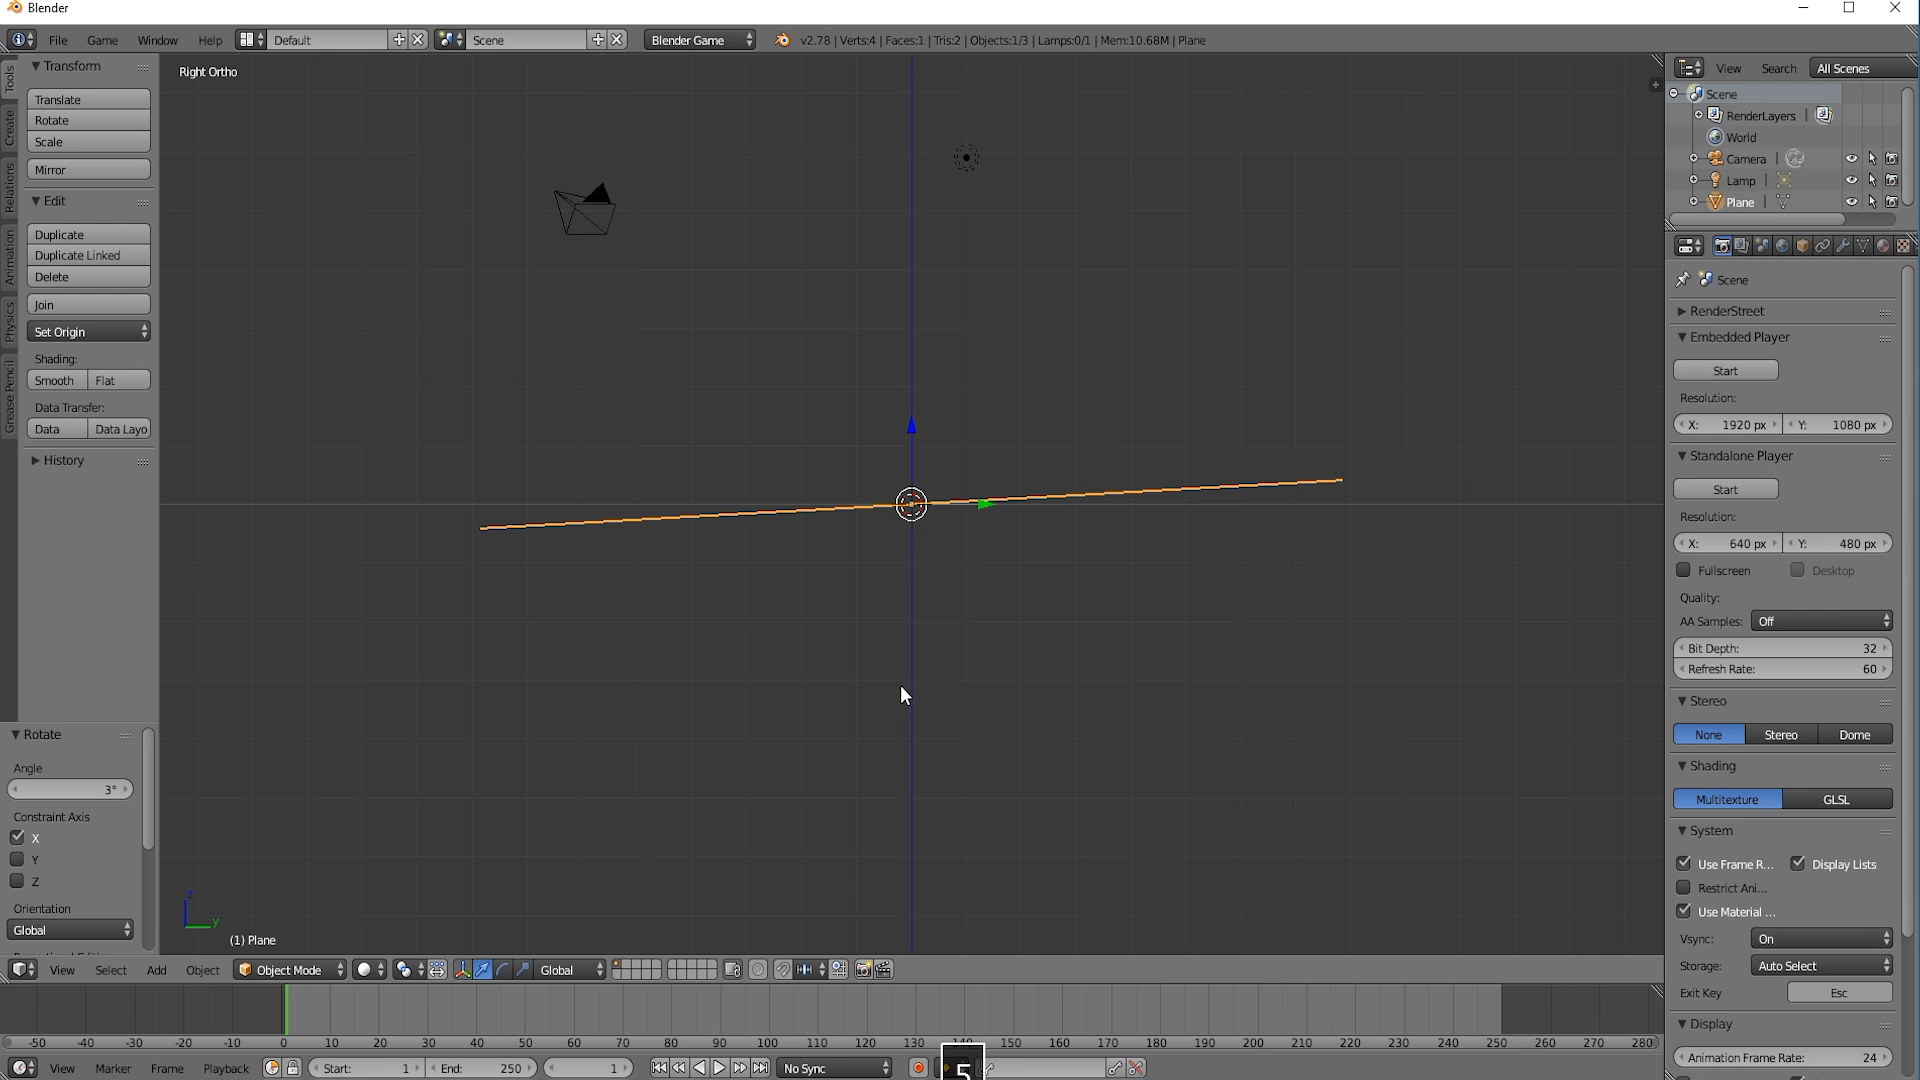 Blender
File Game Window Help Default Scene Blender Game v2.78 | Verts:4 | Faces:1 | Tris:2 | Objects:1/3 | Lamps:0/1 | Mem:10.68M | Plane
Tools
Create
Relations
Animation
Physics
Grease Pencil
Transform
Translate
Rotate
Scale
Mirror
Edit
Duplicate
Duplicate Linked
Delete
Join
Set Origin
Shading:
Smooth Flat
Data Transfer:
Data Data Layo
History
Rotate
Angle
3°
Constraint Axis
X
Y
Z
Orientation
Global
Right Ortho
z
y
(1) Plane
View Search All Scenes
Scene
RenderLayers |
World
Camera |
Lamp |
Plane |
Scene
RenderStreet
Embedded Player
Start
Resolution:
X: 1920 px Y: 1080 px
Standalone Player
Start
Resolution:
X: 640 px Y: 480 px
Fullscreen Desktop
Quality:
AA Samples: Off
Bit Depth: 32
Refresh Rate: 60
Stereo
None Stereo Dome
Shading
Multitexture GLSL
System
Use Frame R... Display Lists
Restrict Ani...
Use Material ...
Vsync: On
Storage: Auto Select
Exit Key Esc
Display
Animation Frame Rate: 24
View Select Add Object Object Mode Global
-50 -40 -30 -20 -10 0 10 20 30 40 50 60 70 80 90 100 110 120 130 140 150 160 170 180 190 200 210 220 230 240 250 260 270 280
View Marker Frame Playback Start: 1 End: 250 1 No Sync 5